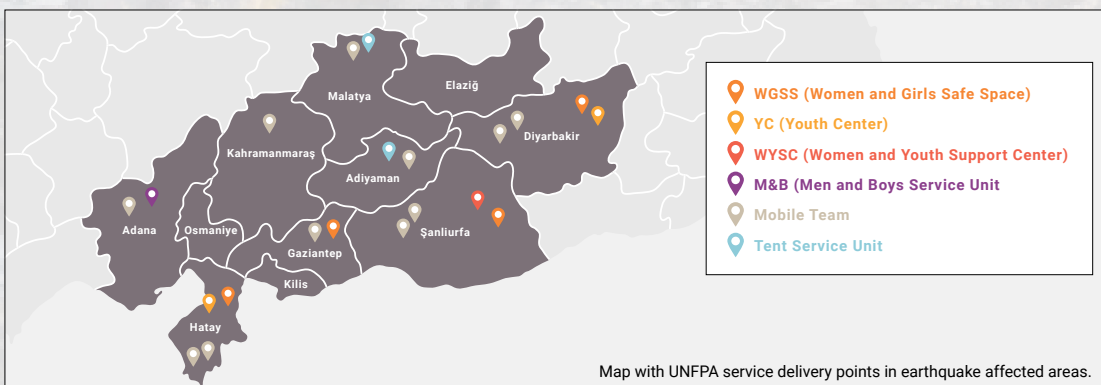 Malatya
Elaziğ
Diyarbakir
Kahramanmaraş
Adiyaman
Adana
Osmaniye
Şanliurfa
Gaziantep
Kilis
Hatay
WGSS (Women and Girls Safe Space)
YC (Youth Center)
WYSC (Women and Youth Support Center)
M&B (Men and Boys Service Unit
Mobile Team
Tent Service Unit
Map with UNFPA service delivery points in earthquake affected areas.